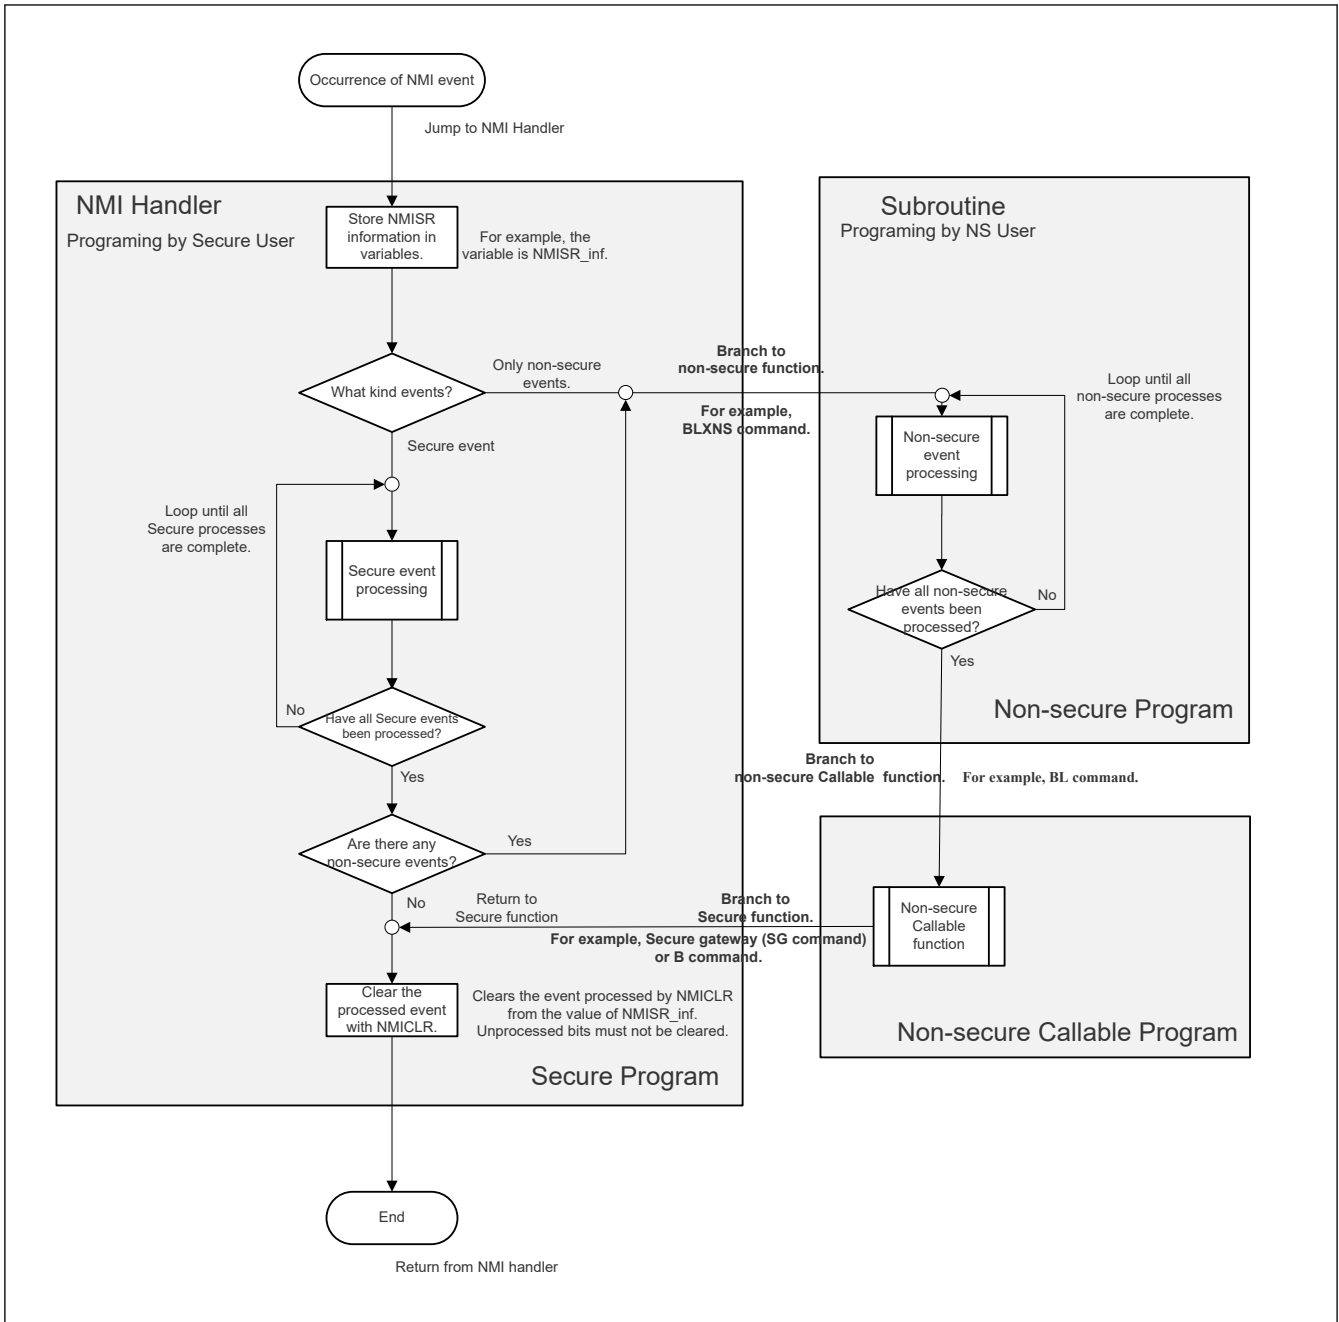 Occurrence of NMI event
Jump to NMI Handler
NMI Handler
Programing by Secure User
Store NMISR
information in
variables.
For example, the
variable is NMISR_inf.
What kind events?
Only non-secure
events.
Secure event
Loop until all
Secure processes
are complete.
Secure event
processing
No
Have all Secure events
been processed?
Yes
Are there any
non-secure events?
Yes
No
Return to
Secure function
Clear the
processed event
with NMICLR.
Clears the event processed by NMICLR
from the value of NMISR_inf.
Unprocessed bits must not be cleared.
Secure Program
End
Return from NMI handler
Branch to
non-secure function.
For example,
BLXNS command.
Subroutine
Programing by NS User
Loop until all
non-secure processes
are complete.
Non-secure
event
processing
Have all non-secure
events been
processed?
No
Yes
Non-secure Program
Branch to
non-secure Callable function.
For example, BL command.
Non-secure
Callable
function
Branch to
Secure function.
For example, Secure gateway (SG command)
or B command.
Non-secure Callable Program